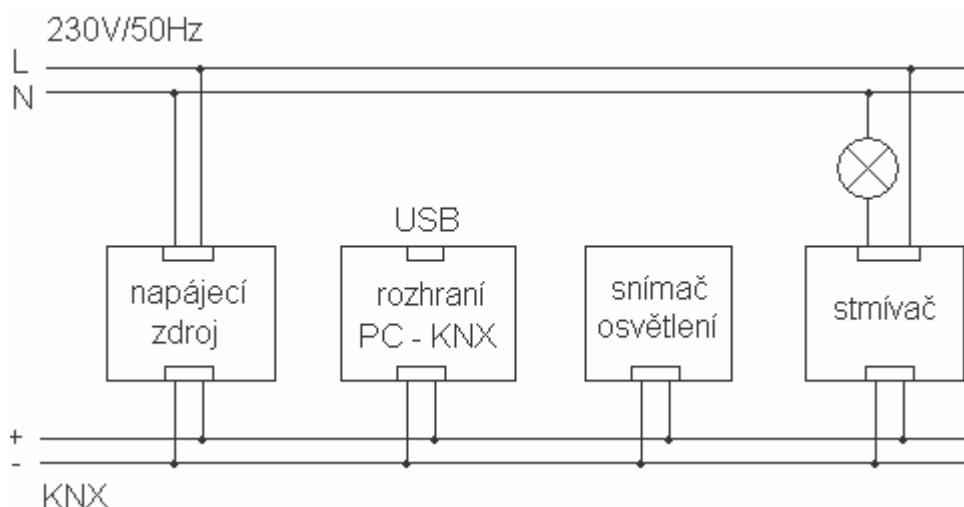 230V/50Hz
L
N
USB
napájecí
zdroj
rozhraní
PC - KNX
snímač
osvětlení
stmívač
+
-
KNX